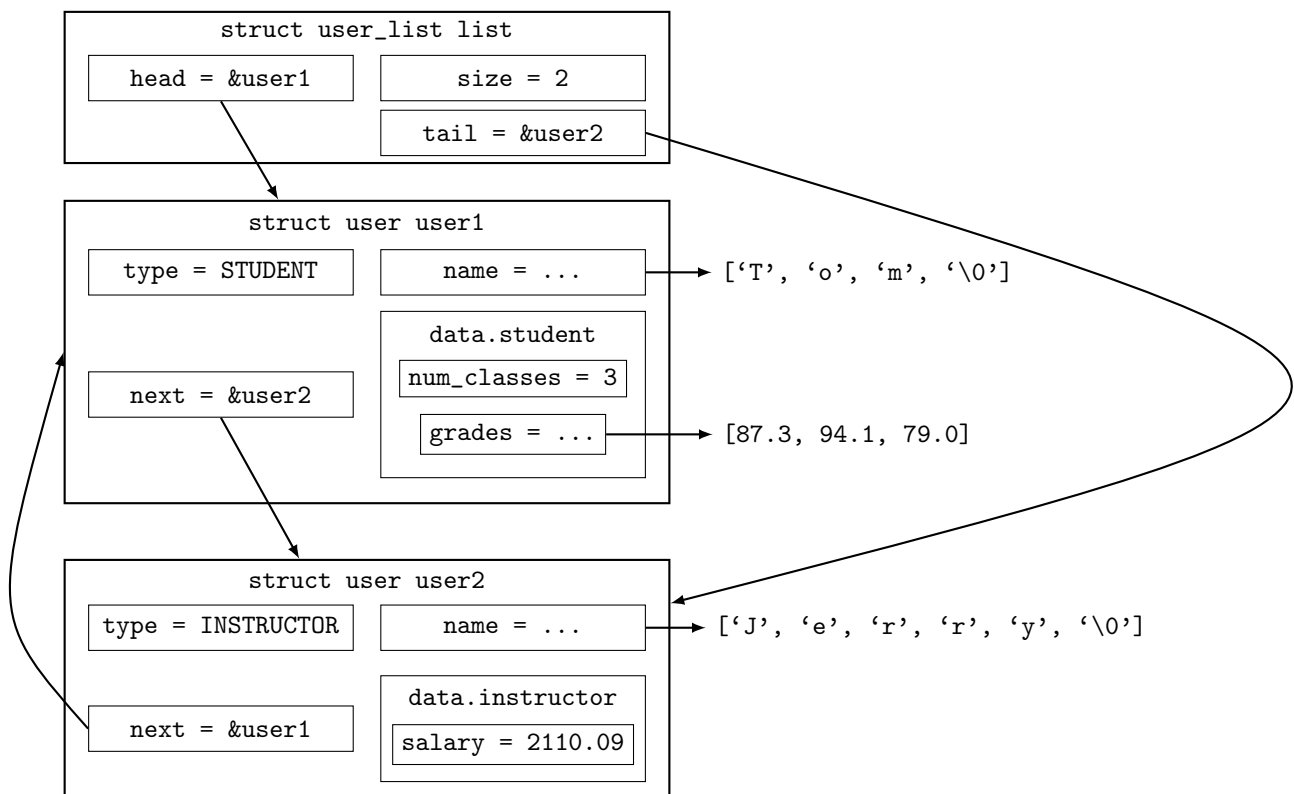 struct user_list list
head = &user1
size = 2
tail = &user2
struct user user1
type = STUDENT
name = ...
[‘T’, ‘o’, ‘m’, ‘\0’]
data.student
num_classes = 3
next = &user2
grades = ...
[87.3, 94.1, 79.0]
struct user user2
type = INSTRUCTOR
name = ...
[‘J’, ‘e’, ‘r’, ‘r’, ‘y’, ‘\0’]
data.instructor
next = &user1
salary = 2110.09